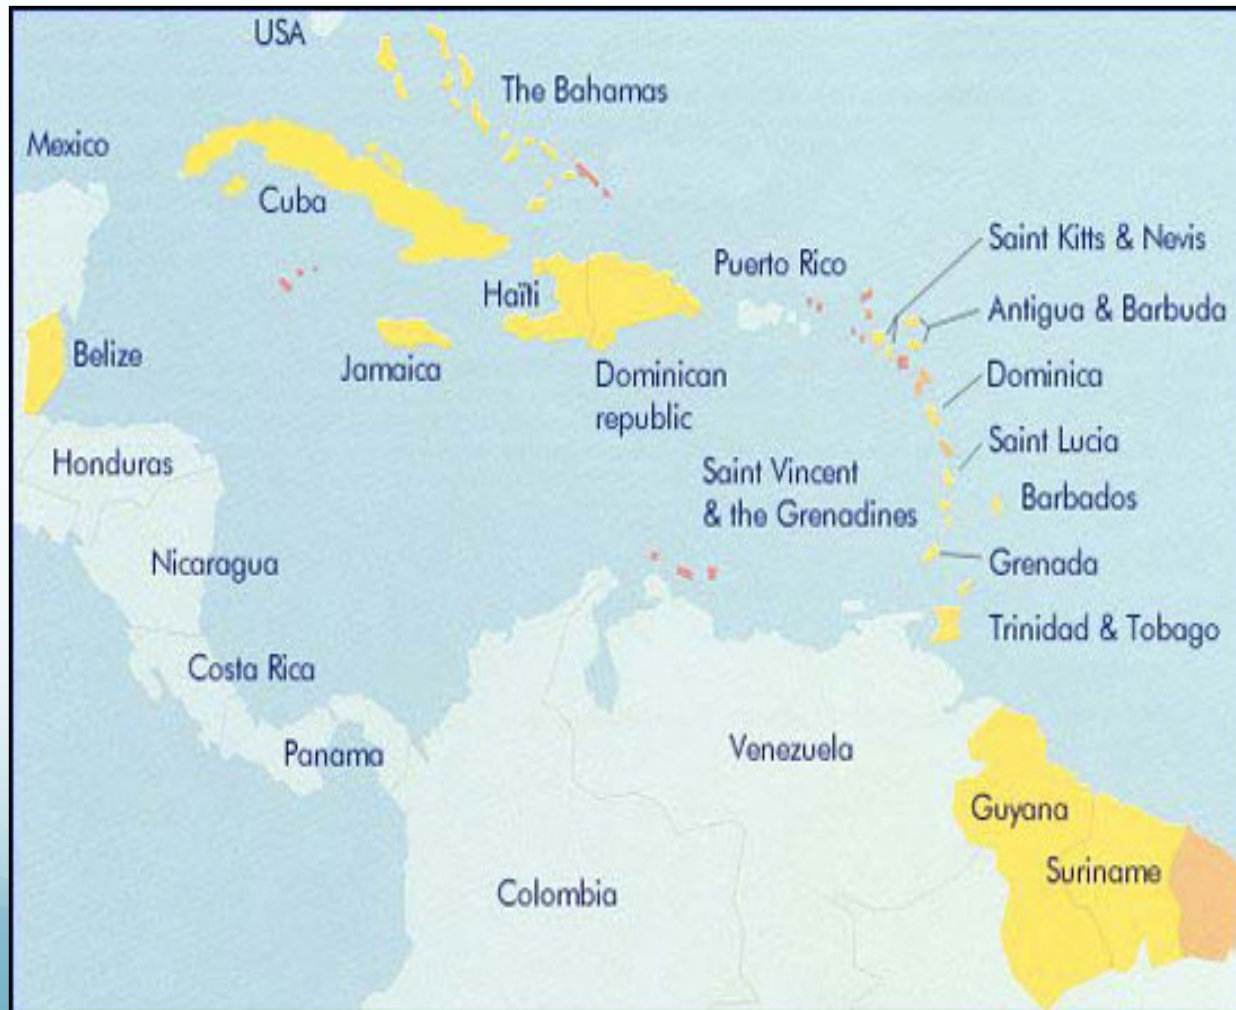 USA
The Bahamas
Mexico
Cuba
Saint Kitts & Nevis
Puerto Rico
Haïti
Antigua & Barbuda
Belize
Jamaica
Dominican
republic
Dominica
Honduras
Saint Lucia
Saint Vincent
& the Grenadines
Barbados
Nicaragua
Grenada
Trinidad & Tobago
Costa Rica
Panama
Venezuela
Guyana
Suriname
Colombia